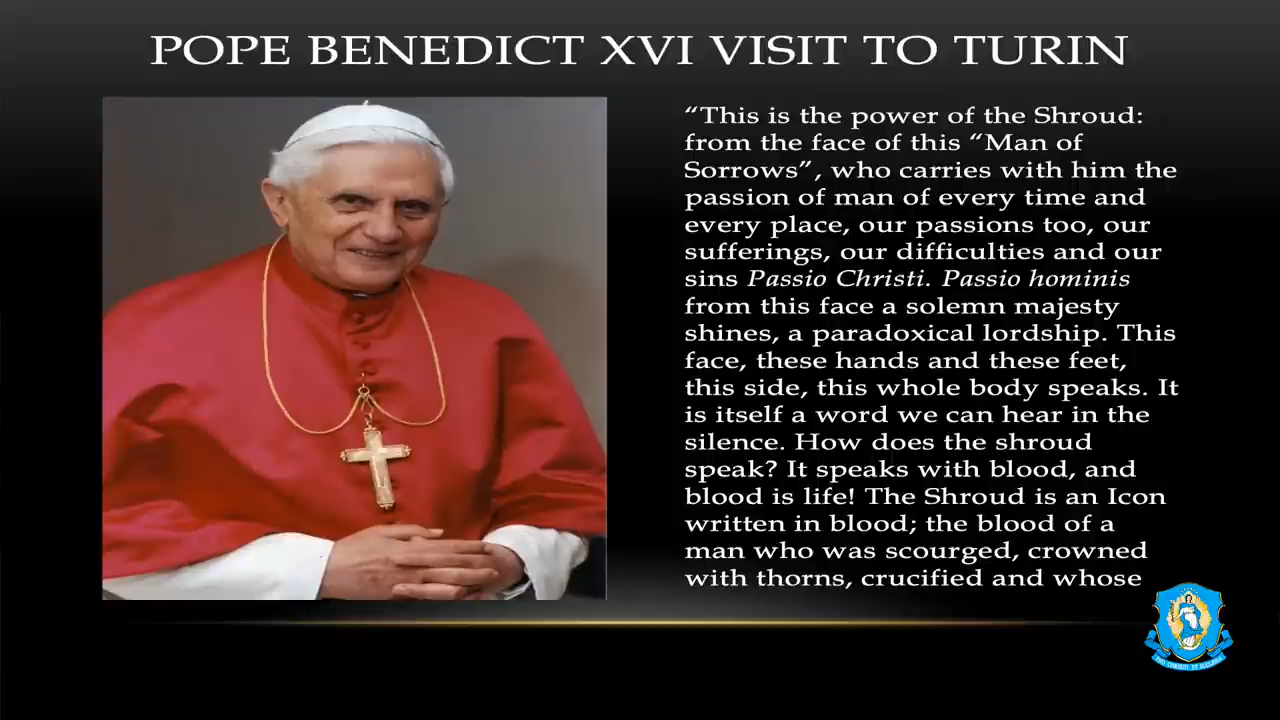 POPE BENEDICT XVI VISIT TO TURIN
“This is the power of the Shroud:
from the face of this “Man of
Sorrows”, who carries with him the
passion of man of every time and
every place, our passions too, our
sufferings, our difficulties and our
sins Passio Christi. Passio hominis
from this face a solemn majesty
shines, a paradoxical lordship. This
face, these hands and these feet,
this side, this whole body speaks. It
is itself a word we can hear in the
silence. How does the shroud
speak? It speaks with blood, and
blood is life! The Shroud is an Icon
written in blood; the blood of a
man who was scourged, crowned
with thorns, crucified and whose